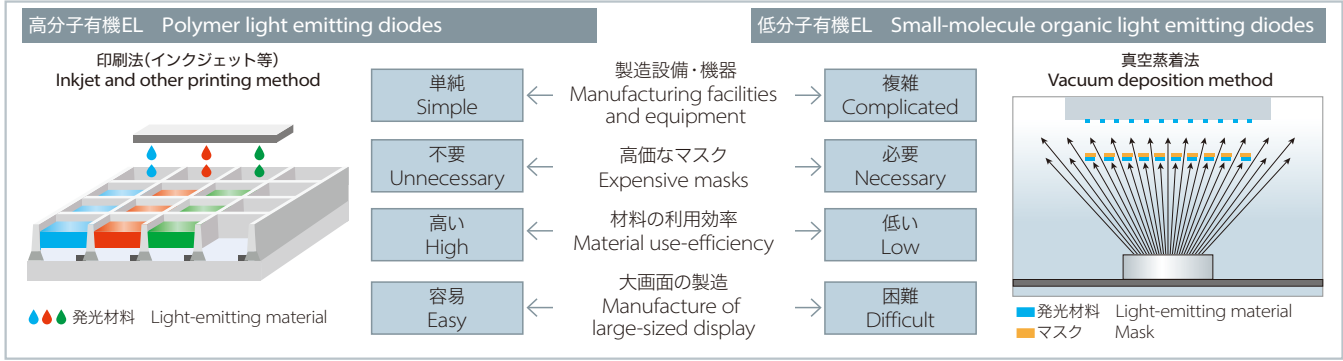 高分子有機EL Polymer light emitting diodes
印刷法(インクジェット等)
Inkjet and other printing method
発光材料 Light-emitting material
単純
Simple
製造設備・機器
Manufacturing facilities
and equipment
複雑
Complicated
不要
Unnecessary
高価なマスク
Expensive masks
必要
Necessary
高い
High
材料の利用効率
Material use-efficiency
低い
Low
容易
Easy
大画面の製造
Manufacture of
large-sized display
困難
Difficult
低分子有機EL Small-molecule organic light emitting diodes
真空蒸着法
Vacuum deposition method
発光材料 Light-emitting material
マスク Mask